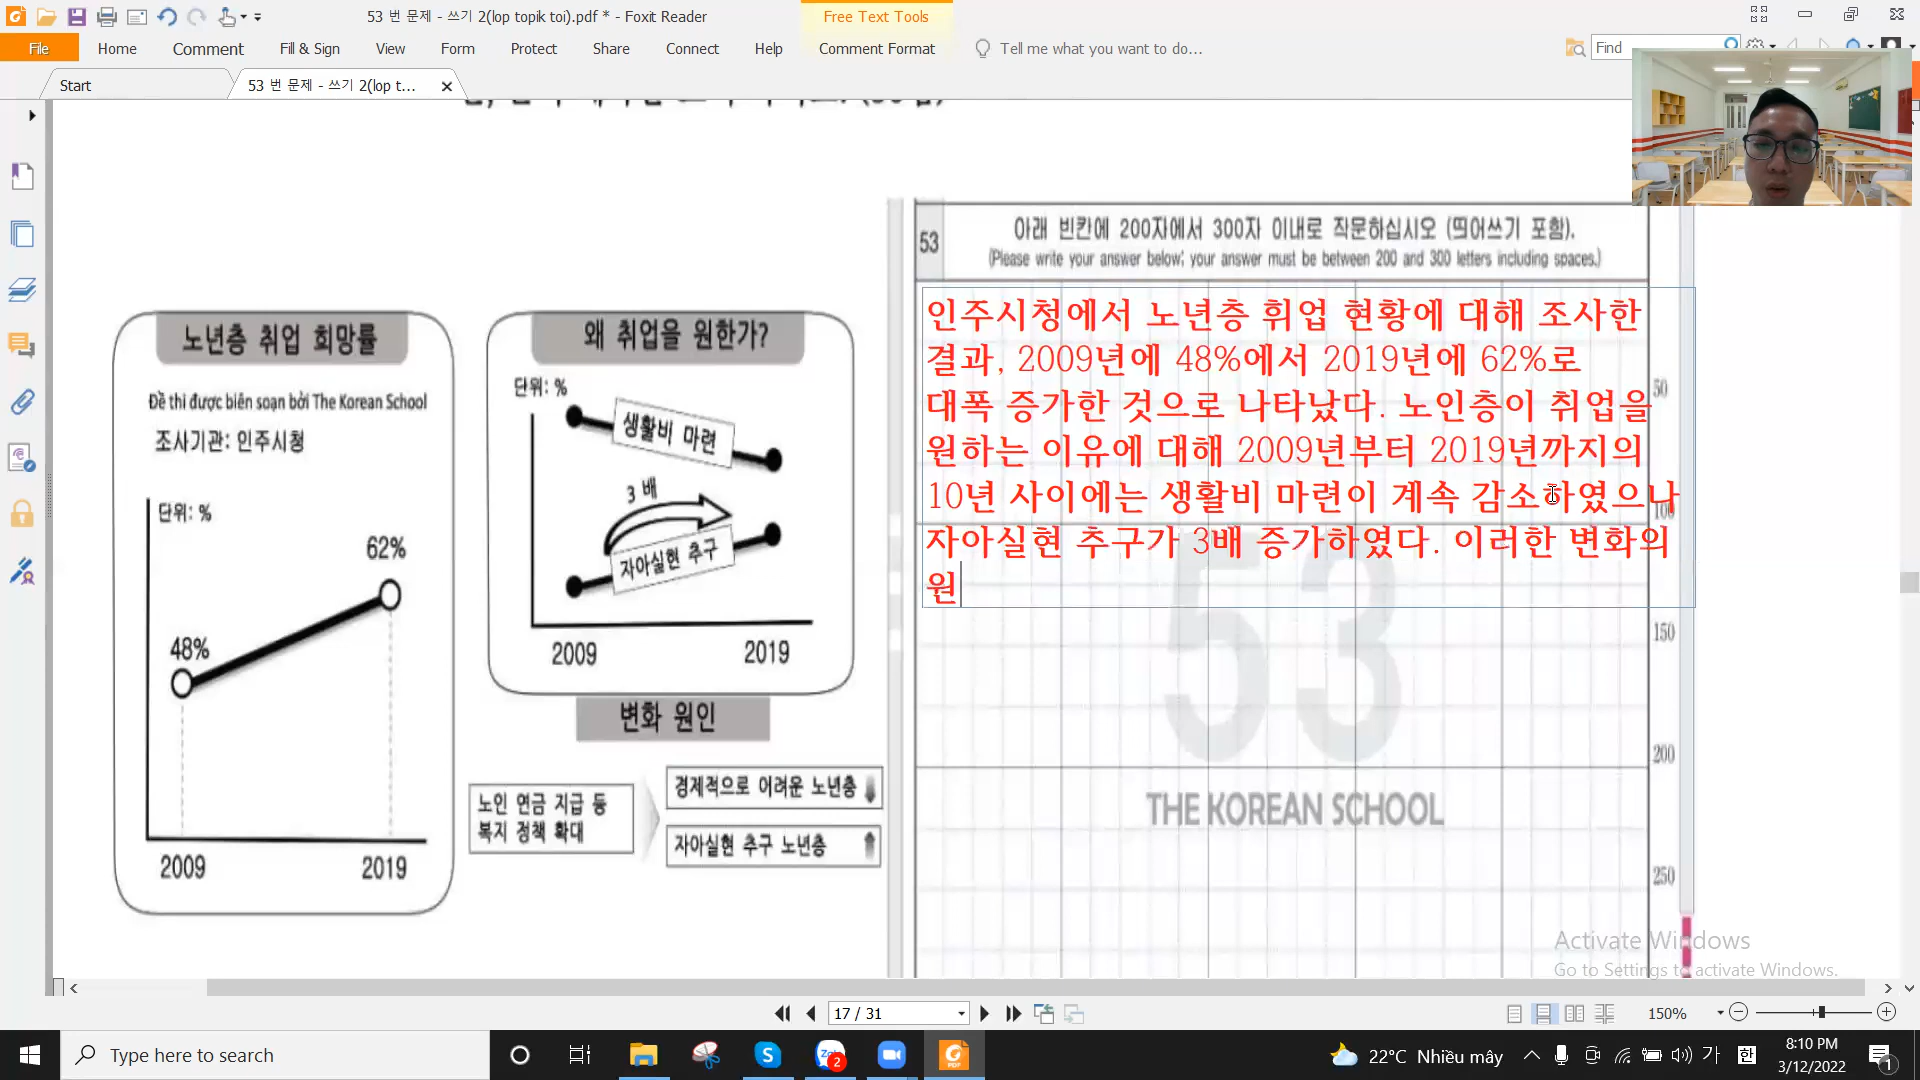 53 번 문제 - 쓰기 2(lop topik toi).pdf * - Foxit Reader
Free Text Tools
File
Home
Comment
Fill & Sign
View
Form
Protect
Share
Connect
Help
Comment Format
Tell me what you want to do...
Find
Start
53 번 문제 - 쓰기 2(lop t...
노년층 취업 희망률
Đề thi được biên soạn bởi The Korean School
조사기관: 인주시청
단위: %
62%
48%
2009
2019
왜 취업을 원한가?
단위: %
생활비 마련
3 배
자아실현 추구
2009
2019
변화 원인
노인 연금 지급 등
복지 정책 확대
경제적으로 어려운 노년층
자아실현 추구 노년층
53
아래 빈칸에 200자에서 300자 이내로 작문하십시오 (띄어쓰기 포함).
(Please write your answer below; your answer must be between 200 and 300 letters including spaces.)
인주시청에서 노년층 취업 현황에 대해 조사한
결과, 2009년에 48%에서 2019년에 62%로
대폭 증가한 것으로 나타났다. 노인층이 취업을
원하는 이유에 대해 2009년부터 2019년까지의
10년 사이에는 생활비 마련이 계속 감소하였으나
자아실현 추구가 3배 증가하였다. 이러한 변화의
원
50
100
150
200
250
53
THE KOREAN SCHOOL
Activate Windows
Go to Settings to activate Windows.
17 / 31
150%
Type here to search
2
22°C Nhiều mây
가
한
8:10 PM
3/12/2022
1